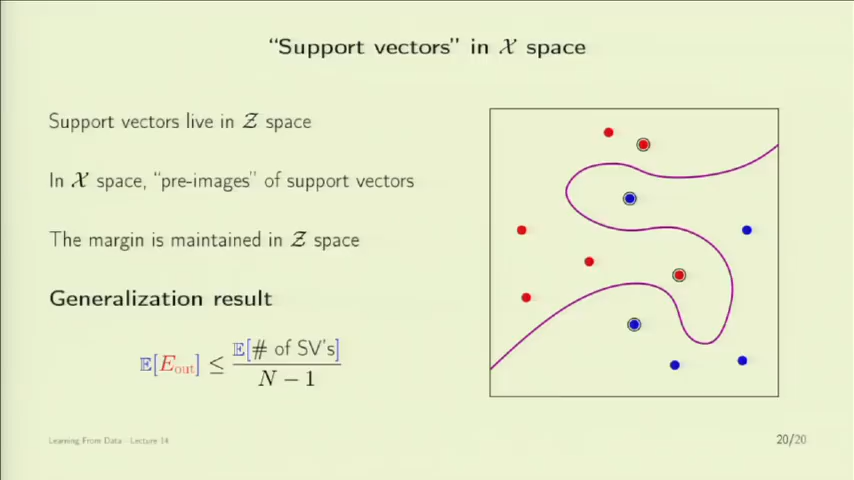 “Support vectors” in 𝒳 space
Support vectors live in 𝒵 space
In 𝒳 space, “pre-images” of support vectors
The margin is maintained in 𝒵 space
Generalization result
𝔼[E_out] ≤ 𝔼[# of SV's] / (N − 1)
Learning From Data - Lecture 14
20/20